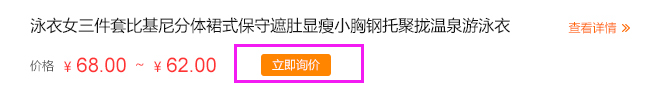 泳衣女三件套比基尼分体裙式保守遮肚显瘦小胸钢托聚拢温泉游泳衣
查看详情 »
价格 ¥ 68.00 ~ ¥ 62.00 立即询价